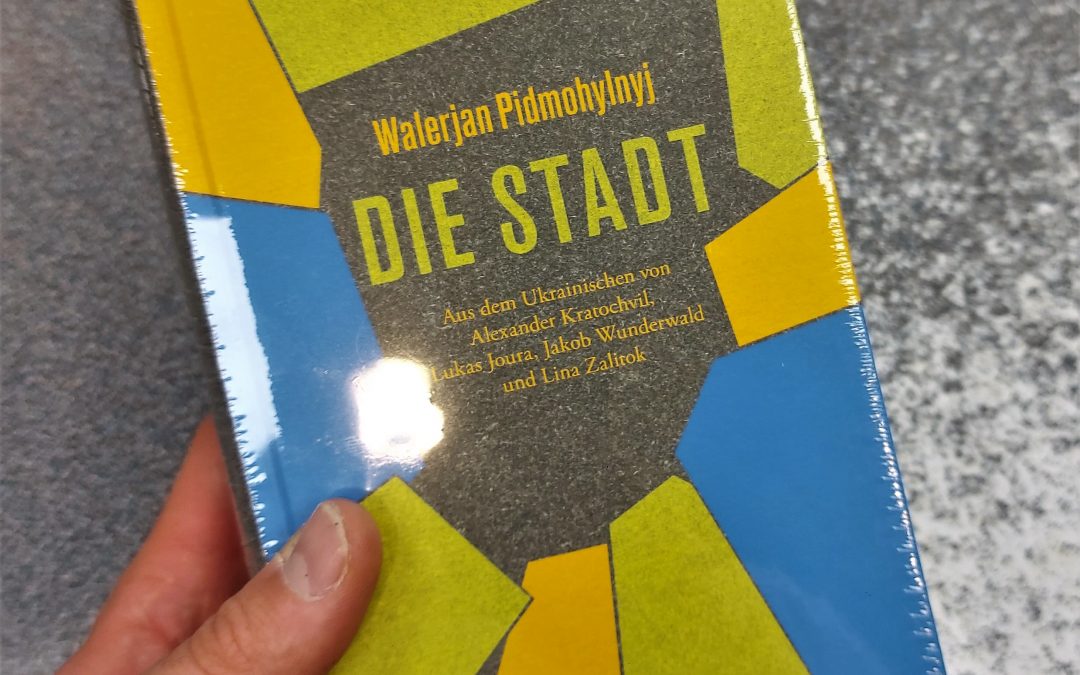 Walerjan Pidmohylnyj
DIE STADT
Aus dem Ukrainischen von
Alexander Kratochvil,
Lukas Joura, Jakob Wunderwald
und Lina Zalitok